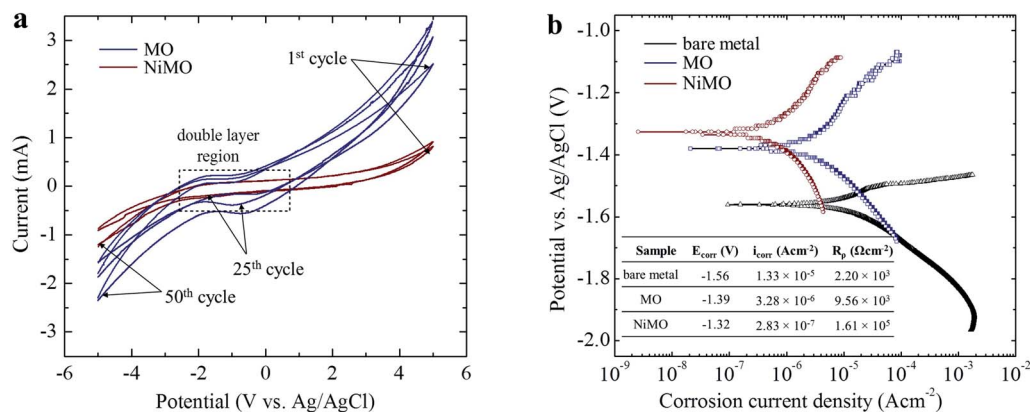 a
MO
NiMO
1st cycle
double layer
region
25th cycle
50th cycle
3
2
1
0
-1
-2
-3
Current (mA)
-6 -4 -2 0 2 4 6
Potential (V vs. Ag/AgCl)
b
bare metal
MO
NiMO
-1.0
-1.2
-1.4
-1.6
-1.8
-2.0
Potential vs. Ag/AgCl (V)
Sample Ecorr (V) icorr (Acm-2) Rp (Ωcm-2)
bare metal -1.56 1.33 × 10-5 2.20 × 103
MO -1.39 3.28 × 10-6 9.56 × 103
NiMO -1.32 2.83 × 10-7 1.61 × 105
10-9 10-8 10-7 10-6 10-5 10-4 10-3 10-2
Corrosion current density (Acm-2)